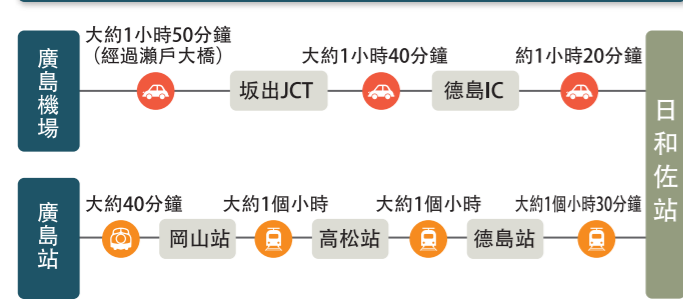 廣島機場
大約1小時50分鐘
（經過瀨戶大橋）
坂出JCT
大約1小時40分鐘
德島IC
約1小時20分鐘
日和佐站
廣島站
大約40分鐘
岡山站
大約1個小時
高松站
大約1個小時
德島站
大約1個小時30分鐘